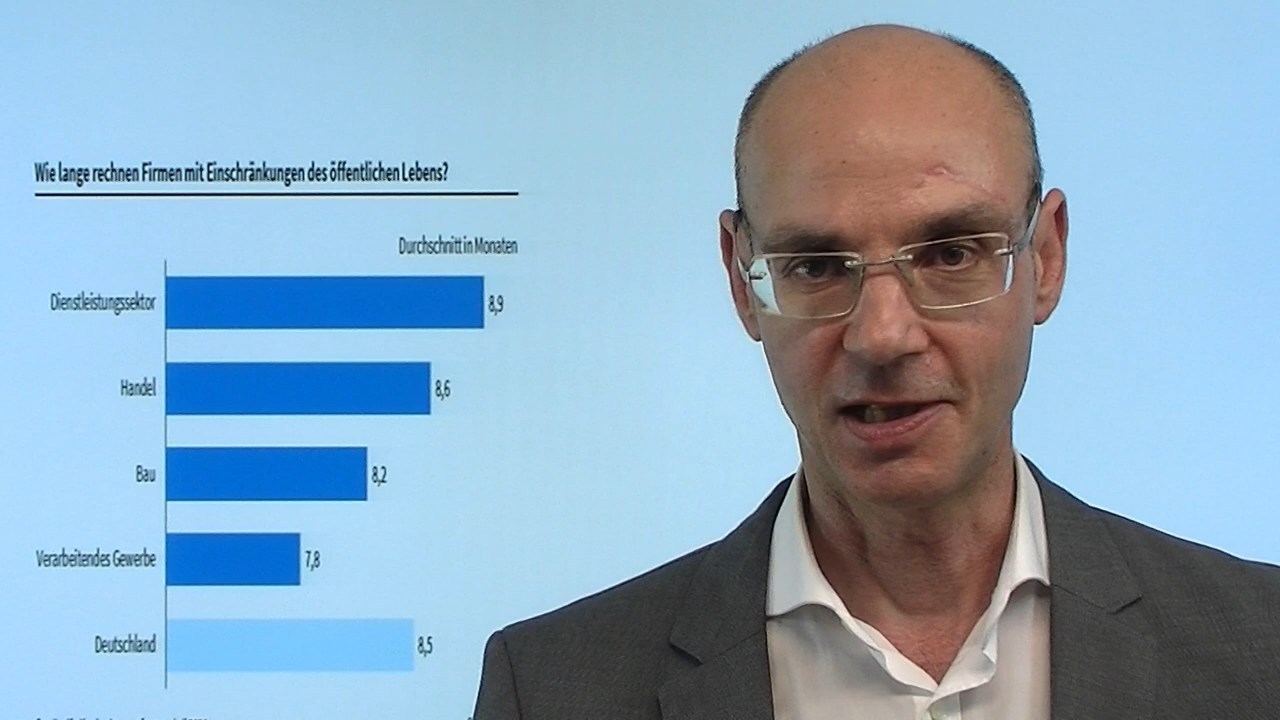 Wie lange rechnen Firmen mit Einschränkungen des öffentlichen Lebens?
Durchschnitt in Monaten
Dienstleistungssektor 8,9
Handel 8,6
Bau 8,2
Verarbeitendes Gewerbe 7,8
Deutschland 8,5